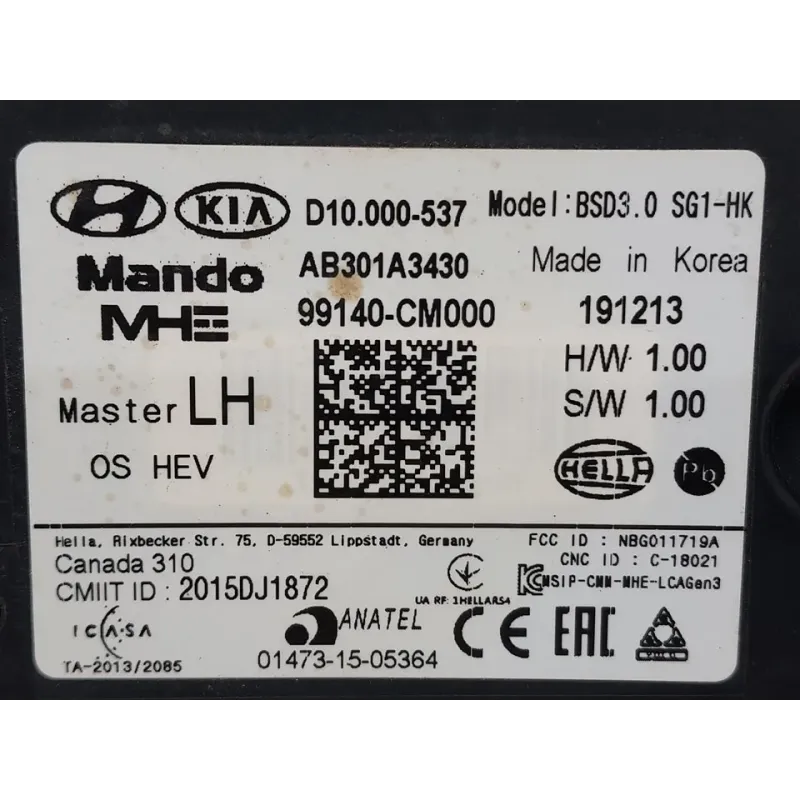 KIA D10.000-537 Model:BSD3.0 SG1-HK
Mando AB301A3430 Made in Korea
MHE 99140-CM000 191213
H/W 1.00
Master LH S/W 1.00
OS HEV HELLA Pb
Hella, Rixbecker Str. 75, D-59552 Lippstadt, Germany FCC ID : NBG011719A
Canada 310 CNC ID : C-18021
CMIIT ID : 2015DJ1872 MSIP-CMM-MHE-LCAGen3
UA RF: 1HELLARS4
ICASA ANATEL CE EAC
TA-2013/2085 01473-15-05364